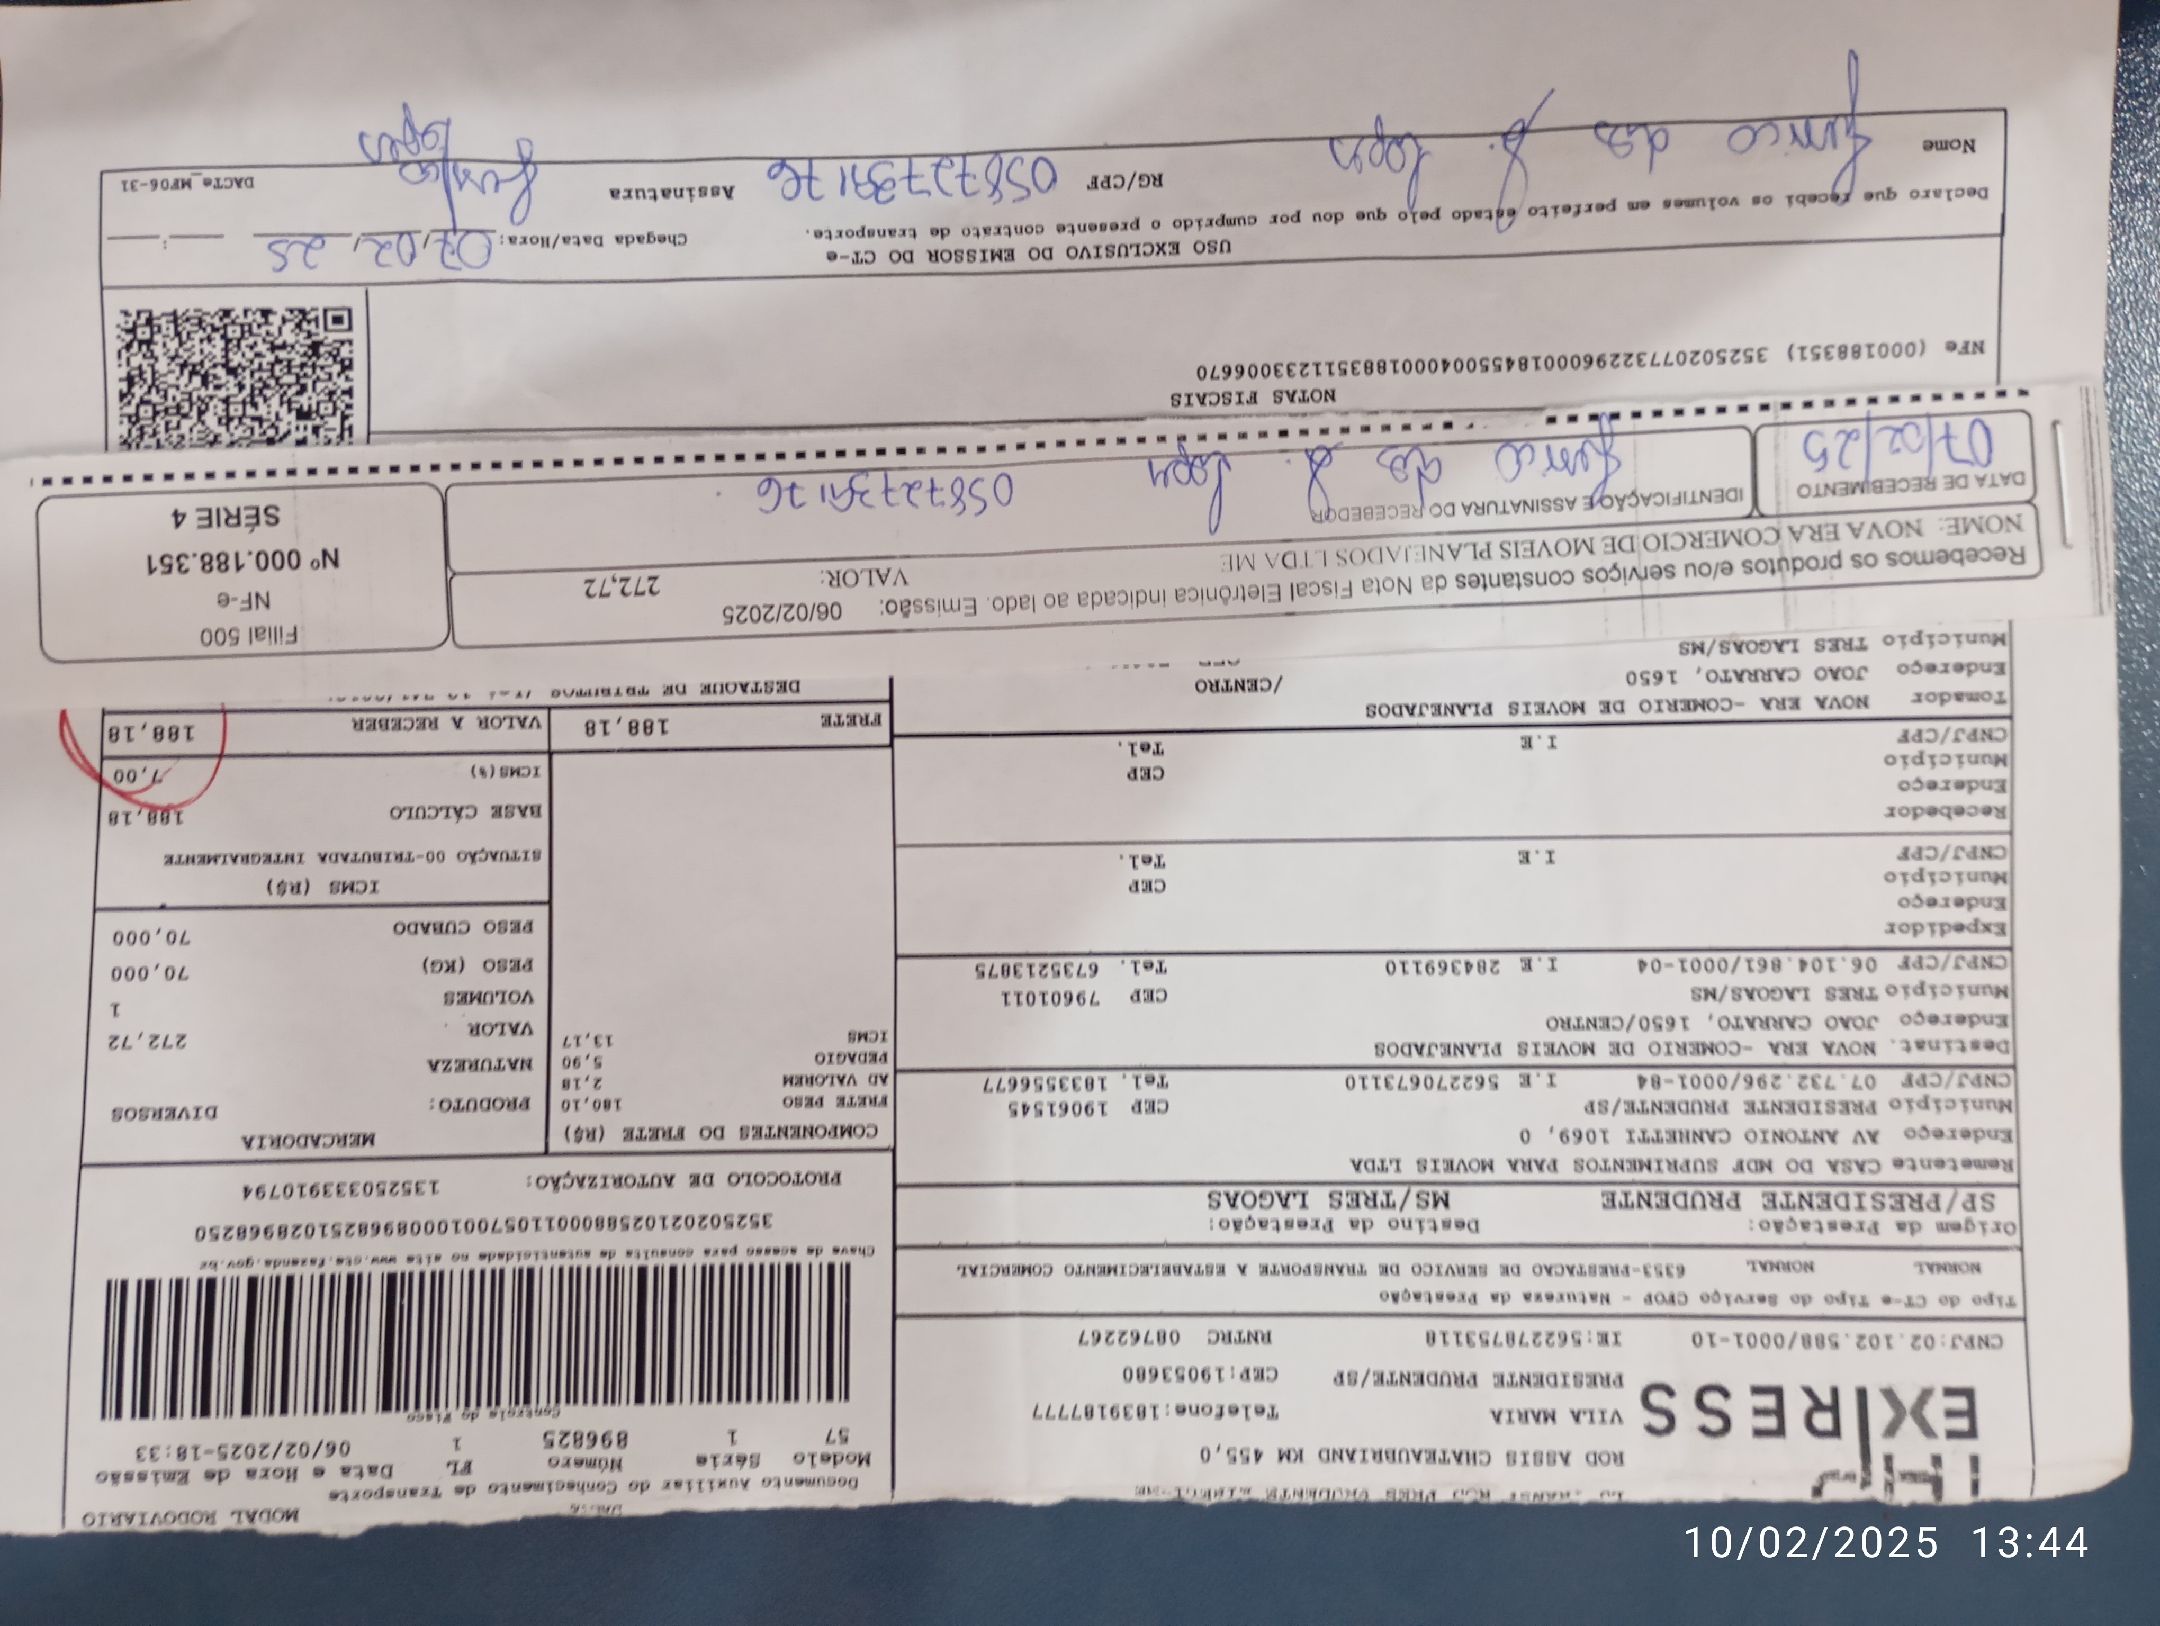 MODAL RODOVIÁRIO
Documento Auxiliar do Conhecimento de Transporte
Modelo Série Número FL Data e Hora de Emissão
57 1 896825 1 06/02/2025-18:33
Controle do Fisco
Chave de acesso para consulta de autenticidade no site www.cte.fazenda.gov.br
35250202102588000110570010008968251028968250
PROTOCOLO DE AUTORIZAÇÃO: 135250333910794
EXPRESS
ROD ASSIS CHATEAUBRIAND KM 455,0
VILA MARIA Telefone:1839187777
PRESIDENTE PRUDENTE/SP CEP:19053680
CNPJ:02.102.588/0001-10 IE:562278753118 RNTRC 08762267
Tipo do CT-e Tipo do Serviço CFOP - Natureza da Prestação
NORMAL NORMAL 6353-PRESTACAO DE SERVICO DE TRANSPORTE A ESTABELECIMENTO COMERCIAL
Origem da Prestação: Destino da Prestação:
SP/PRESIDENTE PRUDENTE MS/TRES LAGOAS
Remetente CASA DO MDF SUPRIMENTOS PARA MOVEIS LTDA
Endereço AV ANTONIO CANHETTI 1069, 0
Município PRESIDENTE PRUDENTE/SP CEP 19061545
CNPJ/CPF 07.732.296/0001-84 I.E 562270673110 Tel. 183556677
Destinat. NOVA ERA -COMERIO DE MOVEIS PLANEJADOS
Endereço JOAO CARRATO, 1650/CENTRO
Município TRES LAGOAS/MS CEP 79601011
CNPJ/CPF 06.104.861/0001-04 I.E 284369110 Tel. 6735213875
Expedidor
Endereço
Município CEP
CNPJ/CPF I.E Tel.
Recebedor
Endereço
Município CEP
CNPJ/CPF I.E Tel.
Tomador NOVA ERA -COMERIO DE MOVEIS PLANEJADOS
Endereço JOAO CARRATO, 1650 /CENTRO
Município TRES LAGOAS/MS
COMPONENTES DO FRETE (R$)
FRETE PESO 180,10
AD VALOREM 2,18
PEDAGIO 5,90
ICMS 13,17
FRETE 188,18
MERCADORIA
PRODUTO: DIVERSOS
NATUREZA
VALOR 272,72
VOLUMES 1
PESO (KG) 70,000
PESO CUBADO 70,000
ICMS (R$)
SITUAÇÃO 00-TRIBUTADA INTEGRALMENTE
BASE CÁLCULO 188,18
ICMS(%) 7,00
VALOR A RECEBER 188,18
DESTAQUE DE TRIBUTOS
Recebemos os produtos e/ou serviços constantes da Nota Fiscal Eletrônica indicada ao lado. Emissão: 06/02/2025
NOME: NOVA ERA COMERCIO DE MOVEIS PLANEJADOS LTDA ME VALOR: 272,72
DATA DE RECEBIMENTO IDENTIFICAÇÃO E ASSINATURA DO RECEBEDOR
07/02/25
Filial 500
NF-e
Nº 000.188.351
SÉRIE 4
NOTAS FISCAIS
NFe (000188351) 35250207732296000184550040001883511233006670
USO EXCLUSIVO DO EMISSOR DO CT-e
Declaro que recebi os volumes em perfeito estado pelo que dou por cumprido o presente contrato de transporte.
Chegada Data/Hora: 07/02/25
Nome RG/CPF Assinatura
DACTe_MF06-31
10/02/2025 13:44